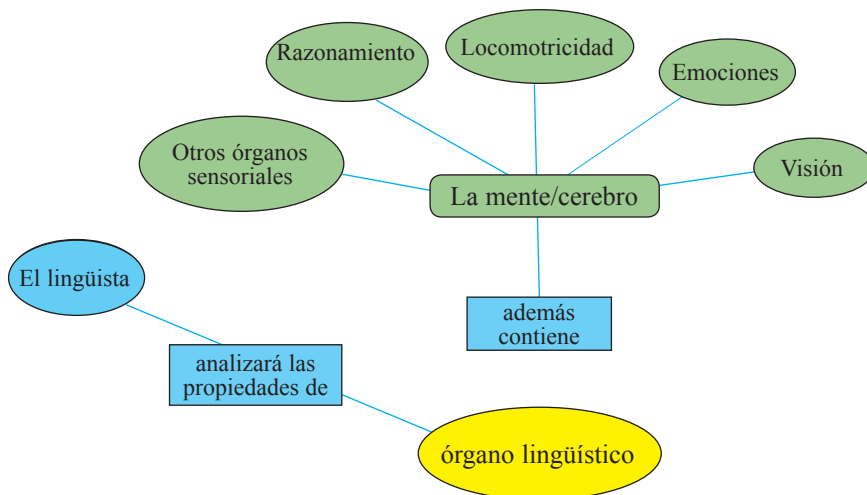 Razonamiento
Locomotricidad
Emociones
Otros órganos
sensoriales
Visión
La mente/cerebro
El lingüista
además
contiene
analizará las
propiedades de
órgano lingüístico